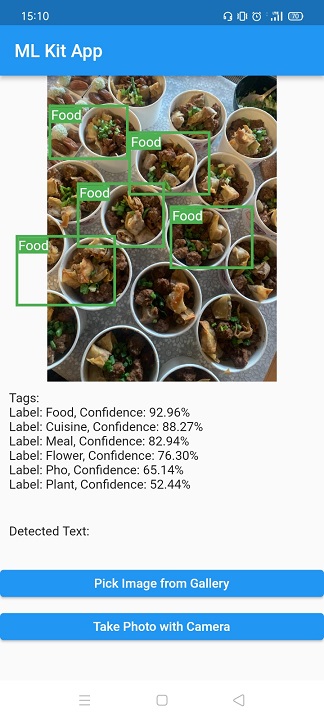 15:10
70
ML Kit App
Food
Food
Food
Food
Food
Tags:
Label: Food, Confidence: 92.96%
Label: Cuisine, Confidence: 88.27%
Label: Meal, Confidence: 82.94%
Label: Flower, Confidence: 76.30%
Label: Pho, Confidence: 65.14%
Label: Plant, Confidence: 52.44%
Detected Text:
Pick Image from Gallery
Take Photo with Camera